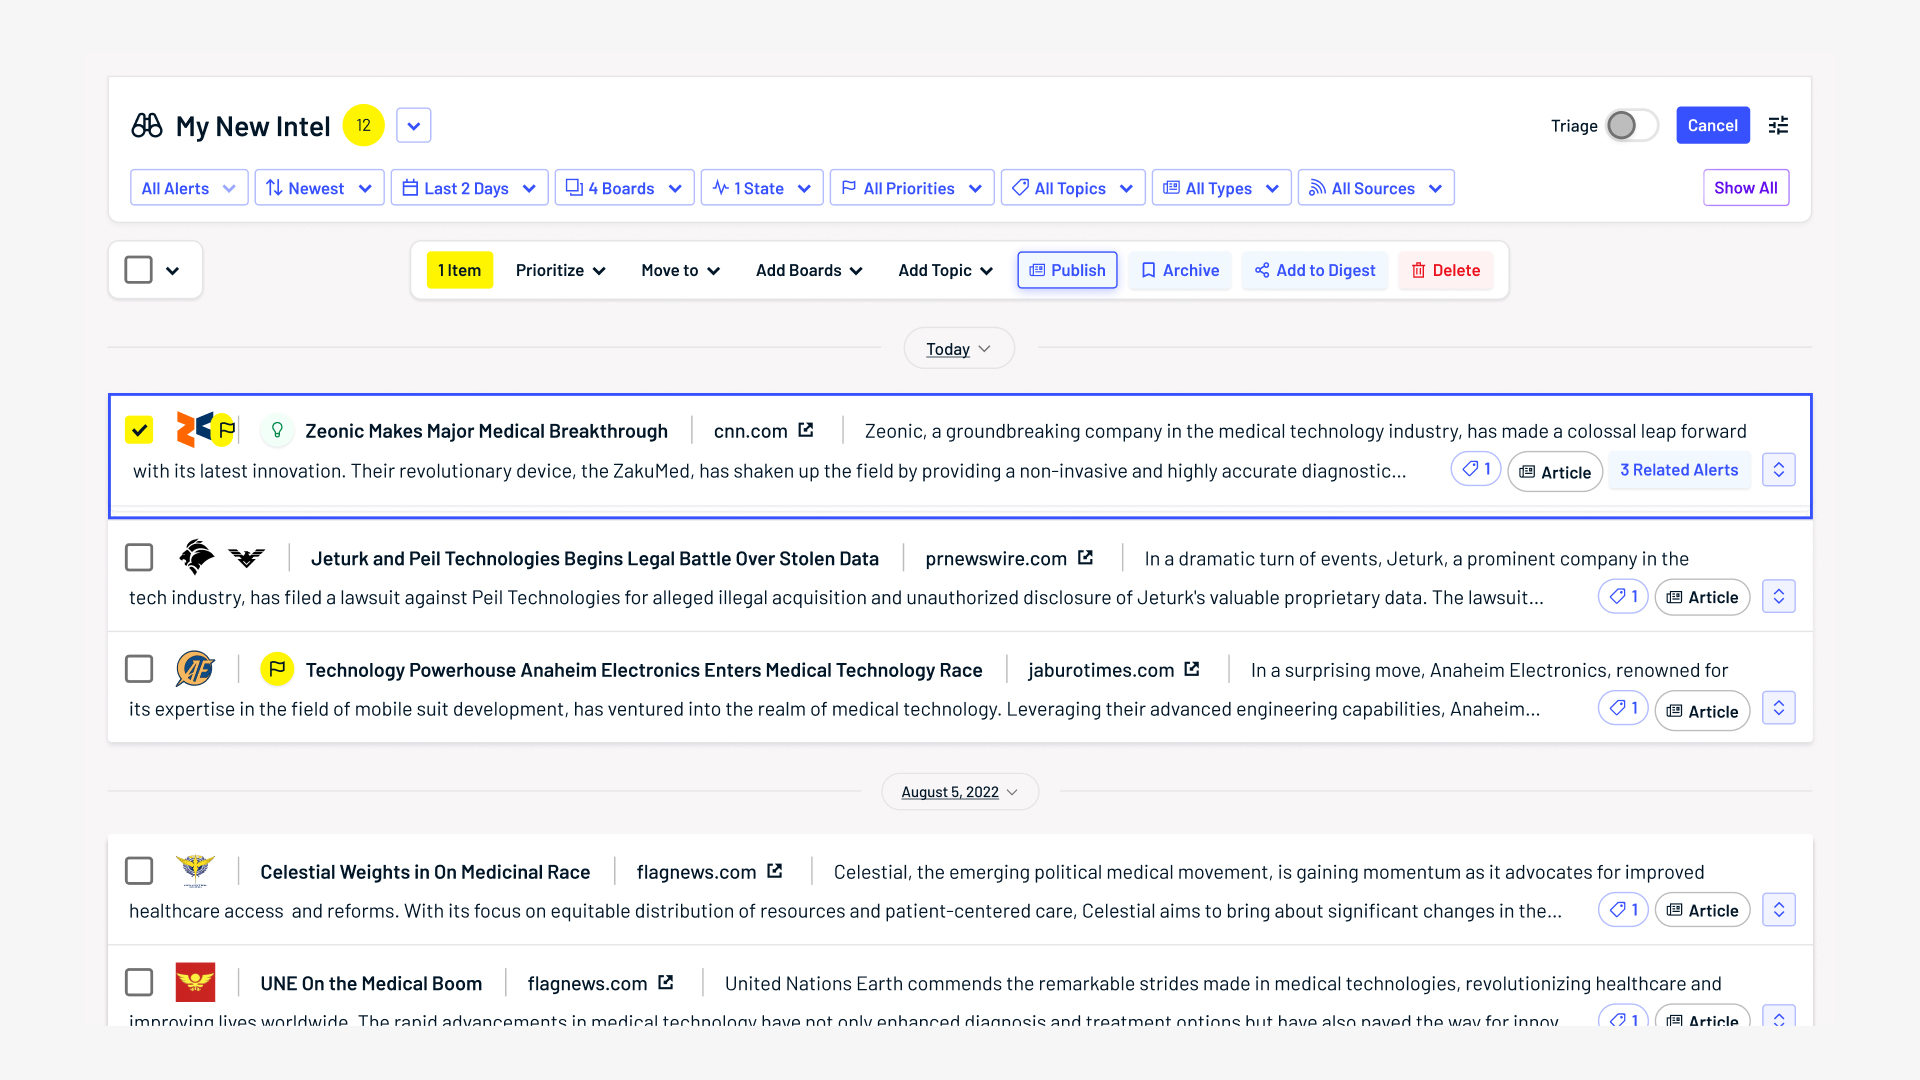 My New Intel 12 Triage Cancel
All Alerts Newest Last 2 Days 4 Boards 1 State All Priorities All Topics All Types All Sources Show All
1 Item Prioritize Move to Add Boards Add Topic Publish Archive Add to Digest Delete
Today
Zeonic Makes Major Medical Breakthrough cnn.com Zeonic, a groundbreaking company in the medical technology industry, has made a colossal leap forward
with its latest innovation. Their revolutionary device, the ZakuMed, has shaken up the field by providing a non-invasive and highly accurate diagnostic... 1 Article 3 Related Alerts
Jeturk and Peil Technologies Begins Legal Battle Over Stolen Data prnewswire.com In a dramatic turn of events, Jeturk, a prominent company in the
tech industry, has filed a lawsuit against Peil Technologies for alleged illegal acquisition and unauthorized disclosure of Jeturk's valuable proprietary data. The lawsuit... 1 Article
Technology Powerhouse Anaheim Electronics Enters Medical Technology Race jaburotimes.com In a surprising move, Anaheim Electronics, renowned for
its expertise in the field of mobile suit development, has ventured into the realm of medical technology. Leveraging their advanced engineering capabilities, Anaheim... 1 Article
August 5, 2022
Celestial Weights in On Medicinal Race flagnews.com Celestial, the emerging political medical movement, is gaining momentum as it advocates for improved
healthcare access and reforms. With its focus on equitable distribution of resources and patient-centered care, Celestial aims to bring about significant changes in the... 1 Article
UNE On the Medical Boom flagnews.com United Nations Earth commends the remarkable strides made in medical technologies, revolutionizing healthcare and
improving lives worldwide. The rapid advancements in medical technology have not only enhanced diagnosis and treatment options but have also paved the way for innov 1 Article